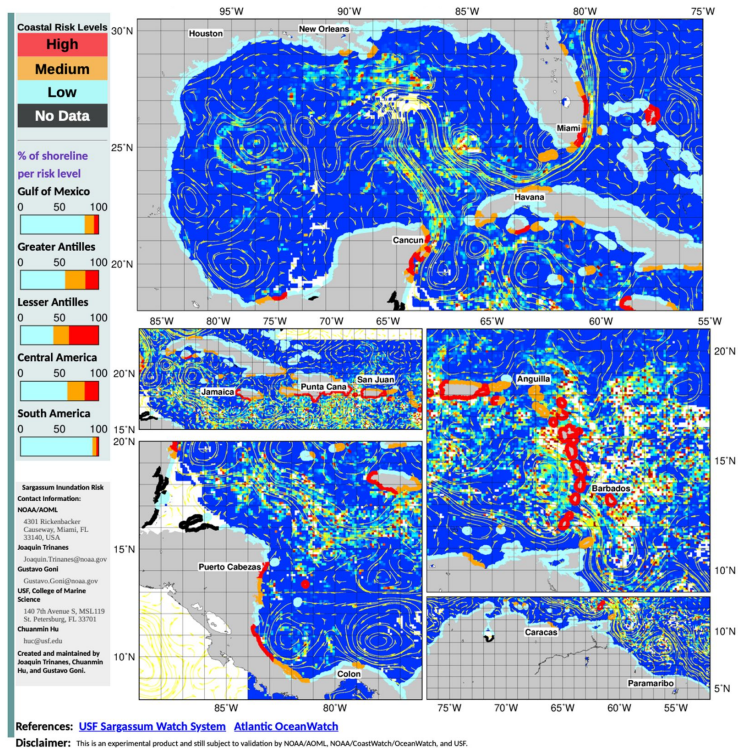 Coastal Risk Levels
High
Medium
Low
No Data
% of shoreline
per risk level
Gulf of Mexico
0 50 100
Greater Antilles
0 50 100
Lesser Antilles
0 50 100
Central America
0 50 100
South America
0 50 100
Sargassum Inundation Risk
Contact Information:
NOAA/AOML
4301 Rickenbacker
Causeway, Miami, FL
33140, USA
Joaquin Trinanes
Joaquin.Trinanes@noaa.gov
Gustavo Goni
Gustavo.Goni@noaa.gov
USF, College of Marine
Science
140 7th Avenue S, MSL119
St. Petersburg, FL 33701
Chuanmin Hu
huc@usf.edu
Created and maintained by
Joaquin Trinanes, Chuanmin
Hu, and Gustavo Goni.
95°W 90°W 85°W 80°W 75°W
30°N
25°N
20°N
Houston
New Orleans
Miami
Havana
Cancun
85°W 80°W 75°W 70°W 65°W
20°N
15°N
Jamaica
Punta Cana
San Juan
65°W 60°W 55°W
20°N
15°N
10°N
Anguilla
Barbados
20°N
15°N
10°N
Puerto Cabezas
Colon
85°W 80°W
Caracas
Paramaribo
10°N
5°N
75°W 70°W 65°W 60°W 55°W
References: USF Sargassum Watch System Atlantic OceanWatch
Disclaimer: This is an experimental product and still subject to validation by NOAA/AOML, NOAA/CoastWatch/OceanWatch, and USF.